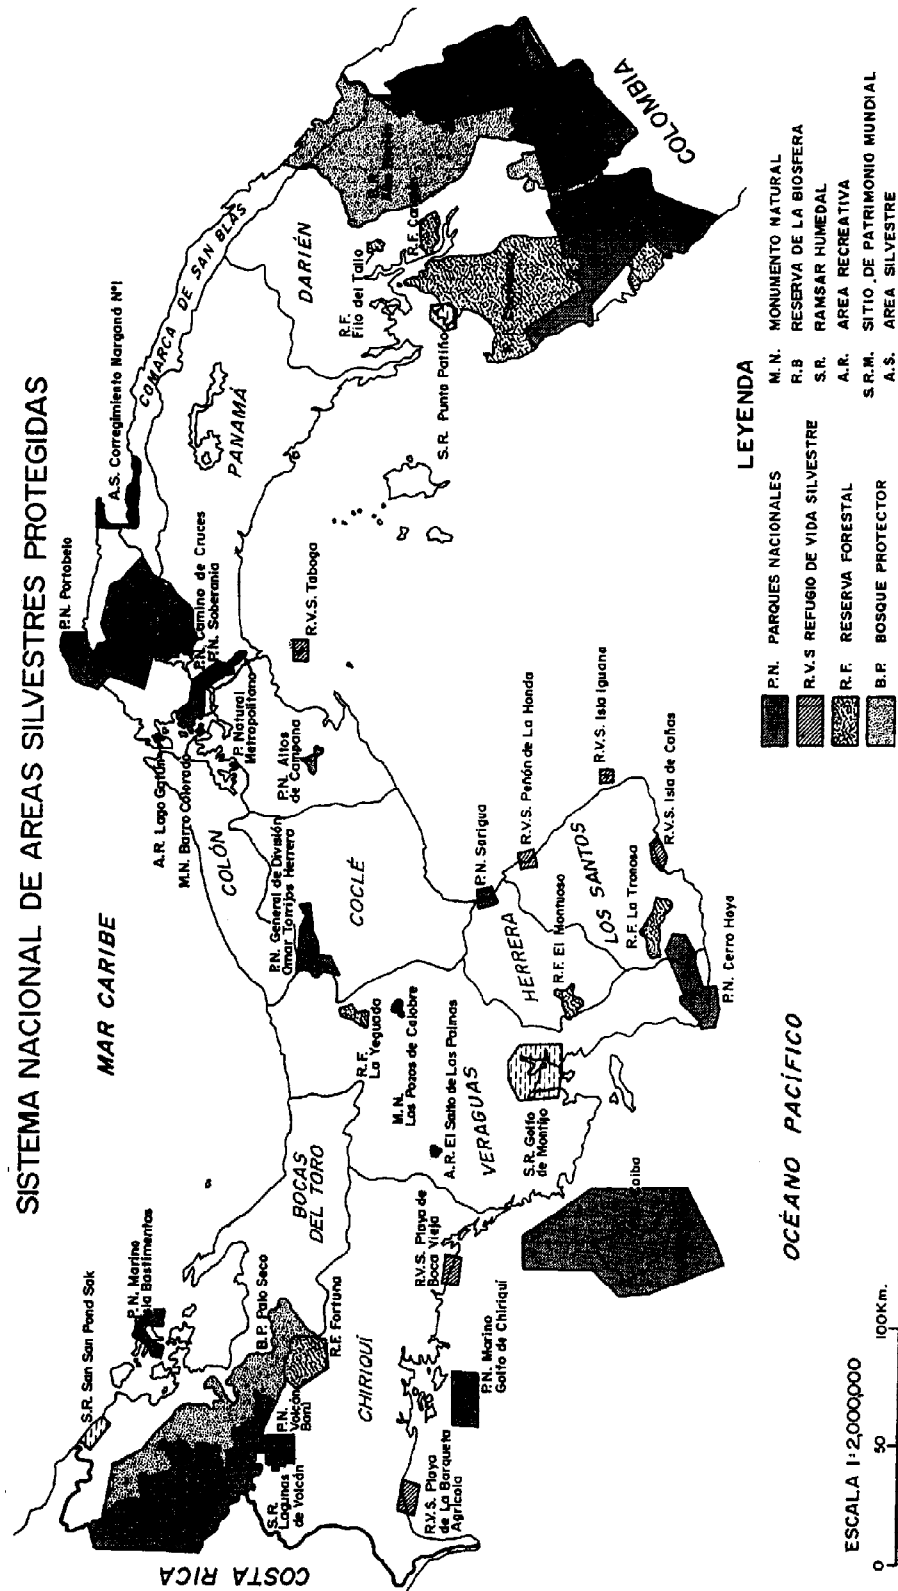 SISTEMA NACIONAL DE AREAS SILVESTRES PROTEGIDAS
MAR CARIBE
COSTA RICA
S.R. San San Pond Sak
P.N. Marino
Isla Bastimentos
B.P. Palo Seco
BOCAS
DEL TORO
S.R.
Lagunas
de Volcán
P.N.
Volcán
Barú
R.F. Fortuna
CHIRIQUÍ
R.V.S. Playa
de La Barqueta
Agrícola
P.N. Marino
Golfo de Chiriquí
R.V.S. Playa de
Boca Vieja
Coiba
A.R. El Salto de Las Palmas
VERAGUAS
S.R. Golfo
de Montijo
M.N.
Los Pozos de Calobre
R.F.
La Yeguada
P.N. General de División
Omar Torrijos Herrera
COLÓN
COCLÉ
A.R. Lago Gatún
M.N. Barro Colorado
P. Natural
Metropolitano
P.N. Altos
de Campana
P.N. Portobelo
P.N. Camino de Cruces
P.N. Soberanía
R.V.S. Taboga
A.S. Corregimiento Nargand Nº1
COMARCA DE SAN BLAS
PANAMÁ
DARIÉN
R.F.
Filo del Tallo
R.F.
S.R. Punta Patiño
COLOMBIA
HERRERA
LOS SANTOS
P.N. Sarigua
R.V.S. Peñón de La Honda
R.V.S. Isla Iguana
R.V.S. Isla de Cañas
R.F. El Montuoso
R.F. La Tronosa
P.N. Cerro Hoya
OCÉANO PACÍFICO
LEYENDA
P.N. PARQUES NACIONALES
R.V.S REFUGIO DE VIDA SILVESTRE
R.F. RESERVA FORESTAL
B.P. BOSQUE PROTECTOR
M.N. MONUMENTO NATURAL
R.B RESERVA DE LA BIOSFERA
S.R. RAMSAR HUMEDAL
A.R. AREA RECREATIVA
S.R.M. SITIO DE PATRIMONIO MUNDIAL
A.S. AREA SILVESTRE
ESCALA 1:2,000,000
0 50 100Km.